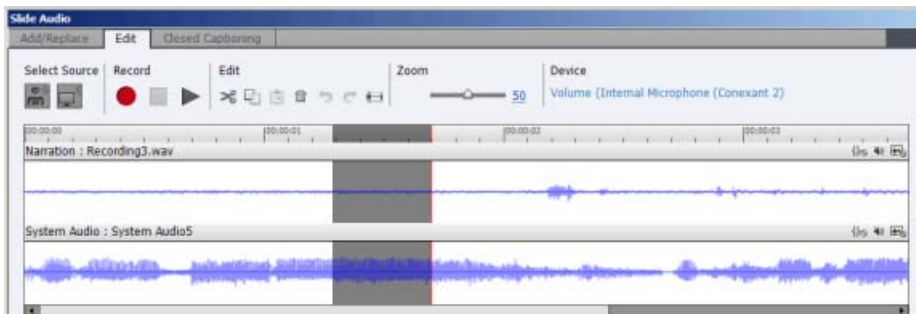 Slide Audio
Add/Replace Edit Closed Captioning
Select Source Record Edit Zoom Device
50 Volume (Internal Microphone (Conexant 2)
00:00:00 00:00:01 00:00:02 00:00:03
Narration : Recording3.wav
System Audio : System Audio5